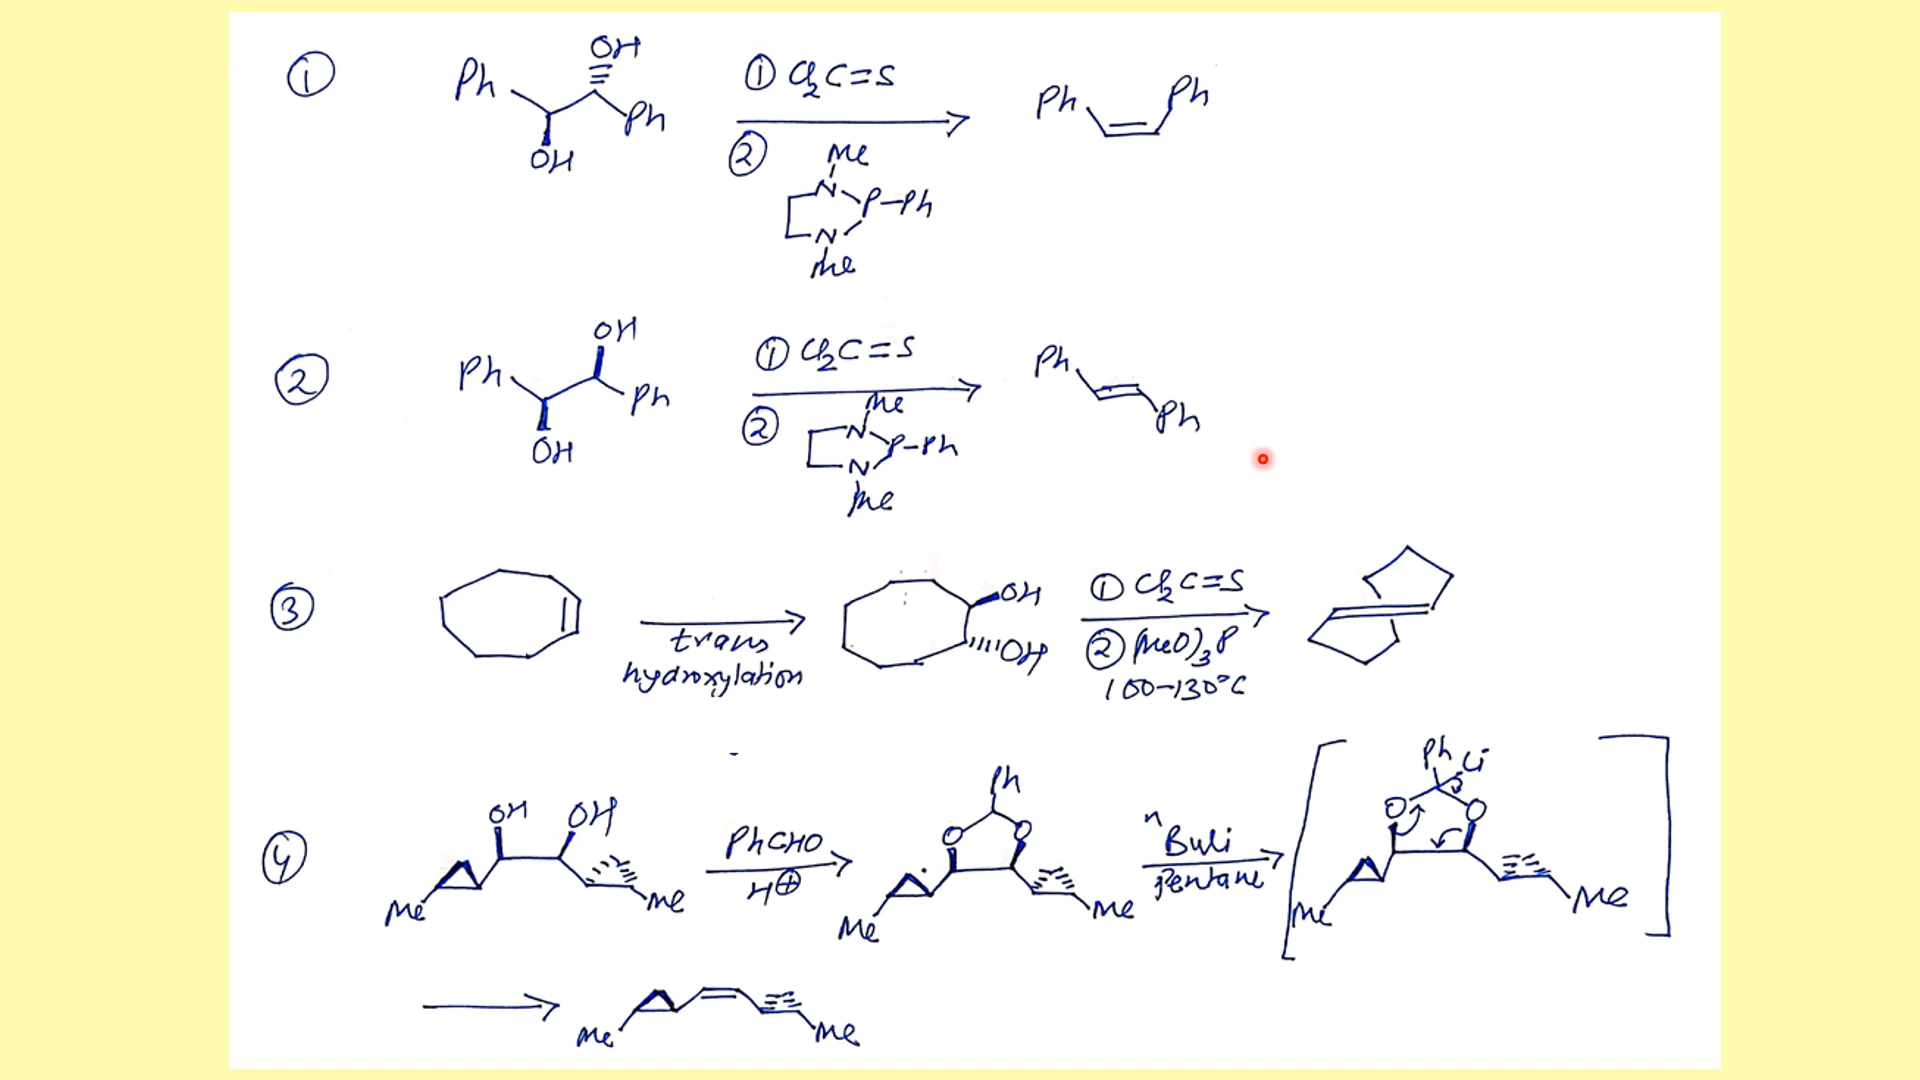 ①
Ph OH Ph OH
① Cl₂C=S
② Me N P-Ph N Me
Ph Ph
②
Ph OH Ph OH
① Cl₂C=S
② Me N P-Ph N Me
Ph Ph
③
trans
hydroxylation
OH
OH
① Cl₂C=S
② (MeO)₃P
100-130°C
④
OH OH
Me Me
PhCHO
H⊕
Ph
O O
Me Me
ⁿBuLi
Pentane
Ph Li
O O
Me Me
Me Me